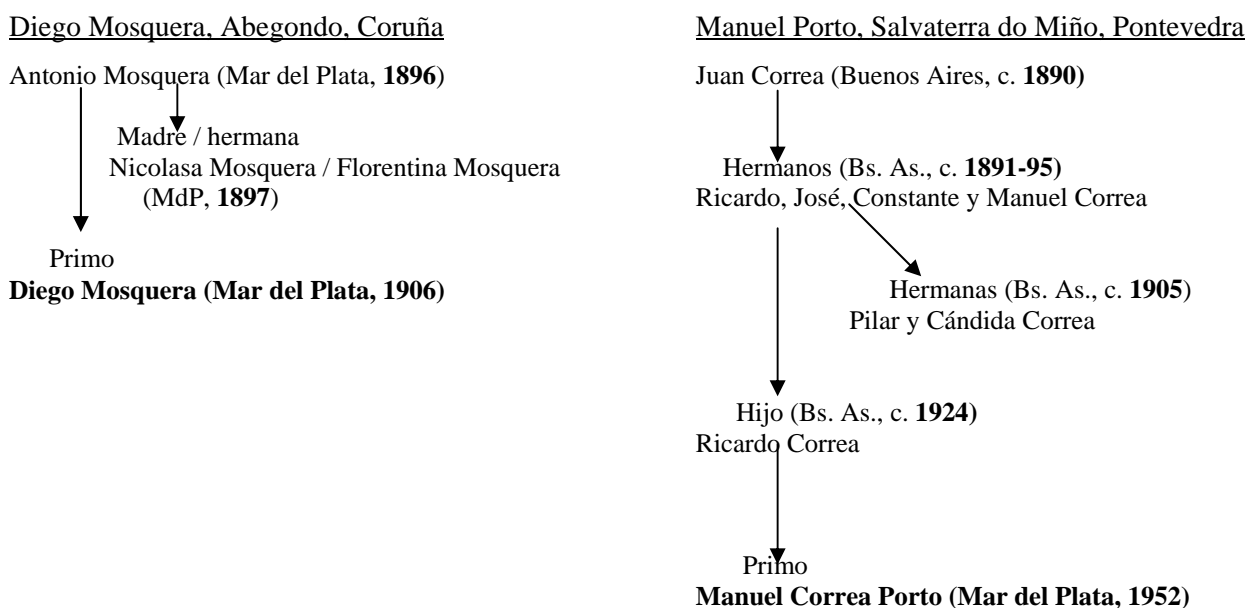 Diego Mosquera, Abegondo, Coruña
Antonio Mosquera (Mar del Plata, 1896)
Madre / hermana
Nicolasa Mosquera / Florentina Mosquera
(MdP, 1897)
Primo
Diego Mosquera (Mar del Plata, 1906)
Manuel Porto, Salvaterra do Miño, Pontevedra
Juan Correa (Buenos Aires, c. 1890)
Hermanos (Bs. As., c. 1891-95)
Ricardo, José, Constante y Manuel Correa
Hermanas (Bs. As., c. 1905)
Pilar y Cándida Correa
Hijo (Bs. As., c. 1924)
Ricardo Correa
Primo
Manuel Correa Porto (Mar del Plata, 1952)